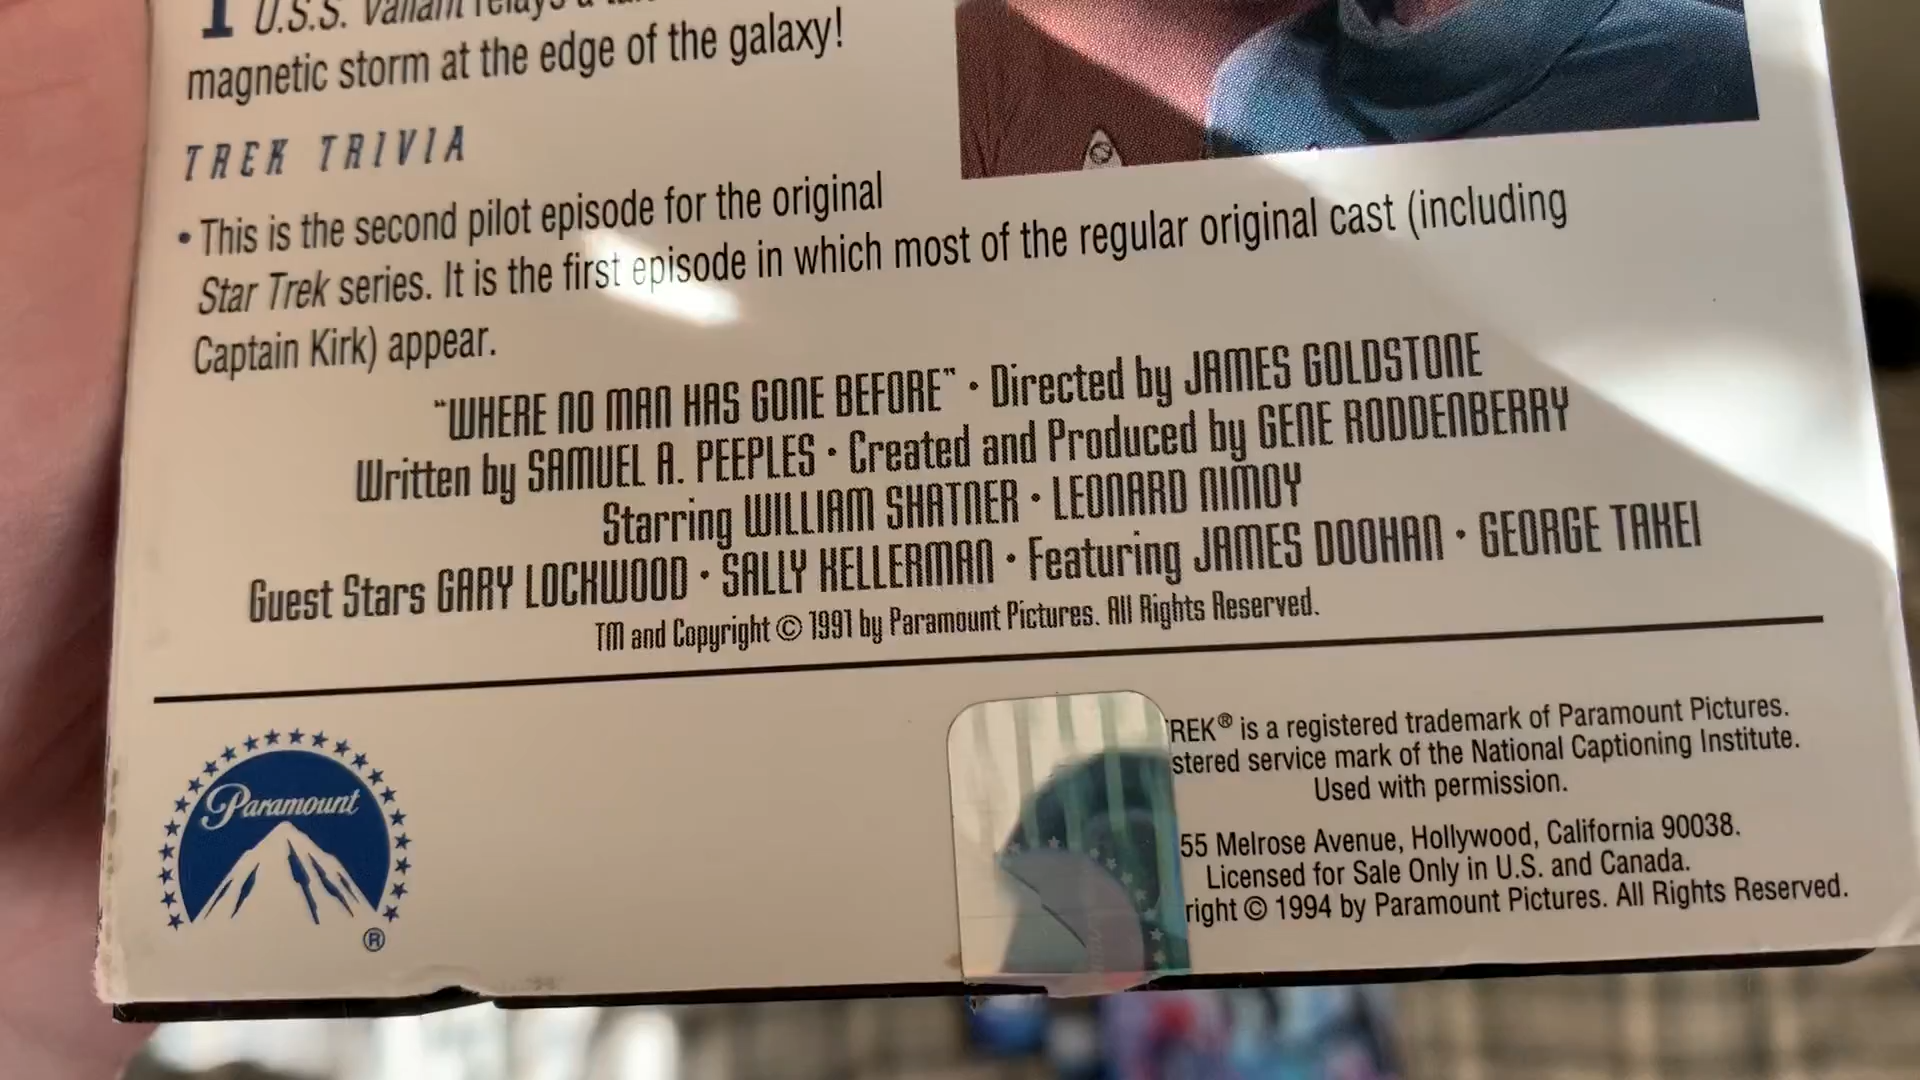 U.S.S. Valiant relays a
magnetic storm at the edge of the galaxy!
TREK TRIVIA
• This is the second pilot episode for the original
Star Trek series. It is the first episode in which most of the regular original cast (including
Captain Kirk) appear.
"WHERE NO MAN HAS GONE BEFORE" • Directed by JAMES GOLDSTONE
Written by SAMUEL A. PEEPLES • Created and Produced by GENE RODDENBERRY
Starring WILLIAM SHATNER • LEONARD NIMOY
Guest Stars GARY LOCKWOOD • SALLY KELLERMAN • Featuring JAMES DOOHAN • GEORGE TAKEI
TM and Copyright © 1991 by Paramount Pictures. All Rights Reserved.
Paramount
®
REK® is a registered trademark of Paramount Pictures.
stered service mark of the National Captioning Institute.
Used with permission.
55 Melrose Avenue, Hollywood, California 90038.
Licensed for Sale Only in U.S. and Canada.
right © 1994 by Paramount Pictures. All Rights Reserved.